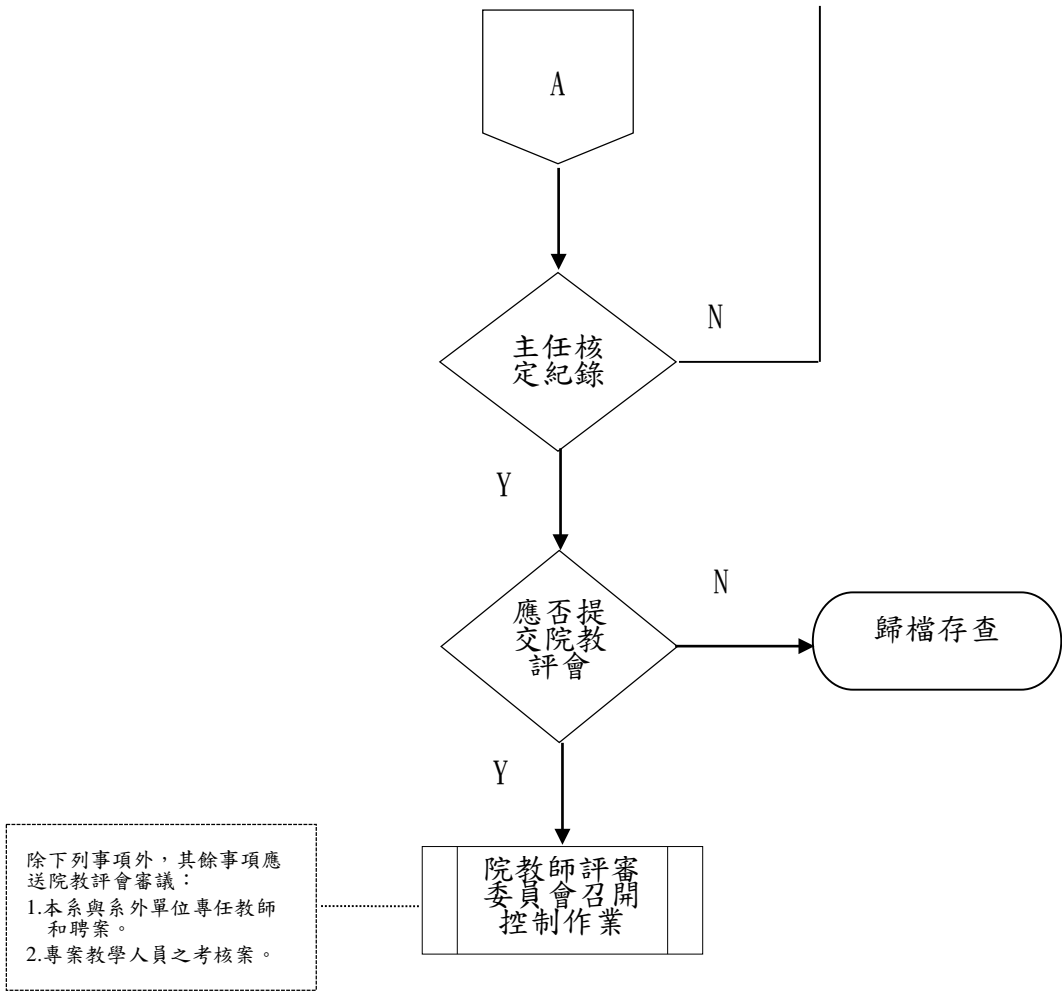 A
主任核
定紀錄
N
Y
應否提
交院教
評會
N
歸檔存查
Y
院教師評審
委員會召開
控制作業
除下列事項外，其餘事項應
送院教評會審議：
1.本系與系外單位專任教師
和聘案。
2.專案教學人員之考核案。